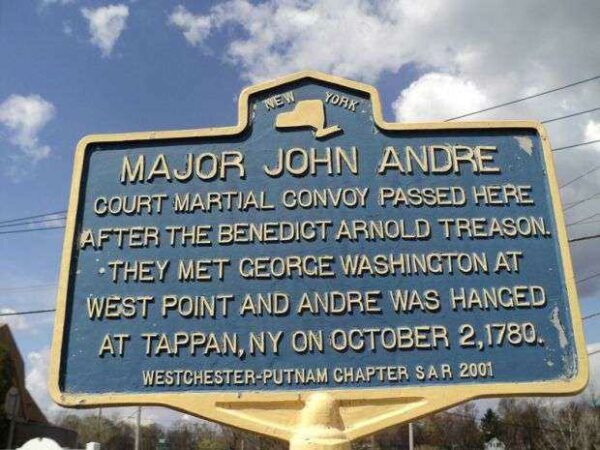 NEW YORK
MAJOR JOHN ANDRE
COURT MARTIAL CONVOY PASSED HERE
AFTER THE BENEDICT ARNOLD TREASON.
THEY MET GEORGE WASHINGTON AT
WEST POINT AND ANDRE WAS HANGED
AT TAPPAN, NY ON OCTOBER 2, 1780.
WESTCHESTER-PUTNAM CHAPTER S A R 2001